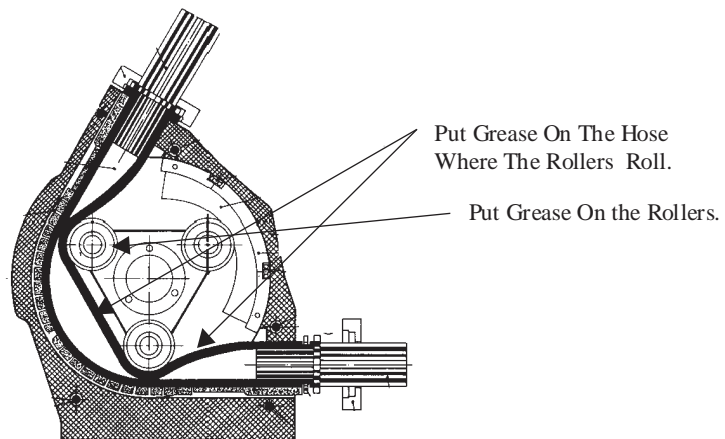 Put Grease On The Hose
Where The Rollers Roll.
Put Grease On the Rollers.